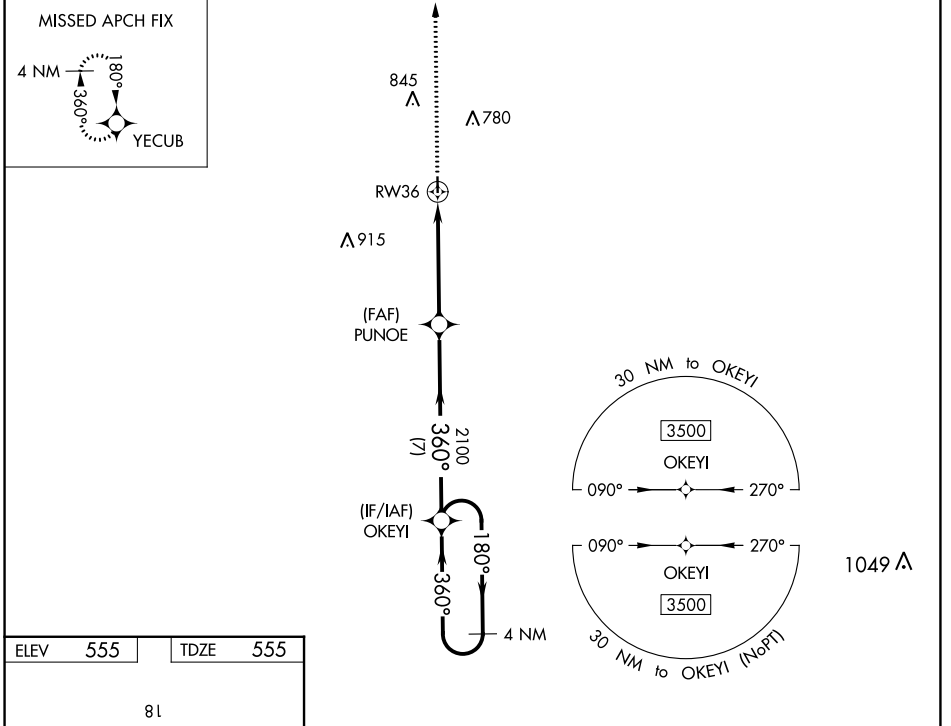 MISSED APCH FIX
4 NM
180°
360°
YECUB
845
780
RW36
915
(FAF)
PUNOE
2100
360°
(7)
(IF/IAF)
OKEYI
180°
360°
4 NM
30 NM to OKEYI
3500
OKEYI
090°
270°
090°
270°
OKEYI
3500
30 NM to OKEYI (NoPT)
1049
ELEV 555
TDZE 555
18